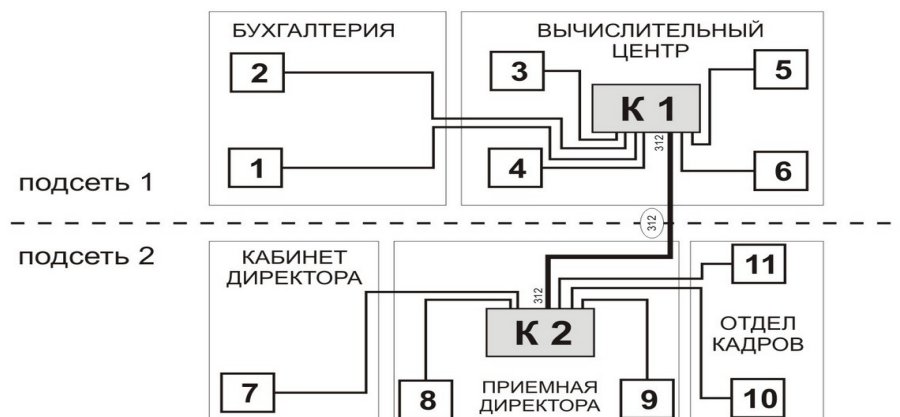 БУХГАЛТЕРИЯ
ВЫЧИСЛИТЕЛЬНЫЙ
ЦЕНТР
2
3
5
К 1
312
1
4
6
подсеть 1
312
подсеть 2
КАБИНЕТ
ДИРЕКТОРА
11
312
К 2
ОТДЕЛ
КАДРОВ
7
8
ПРИЕМНАЯ
ДИРЕКТОРА
9
10